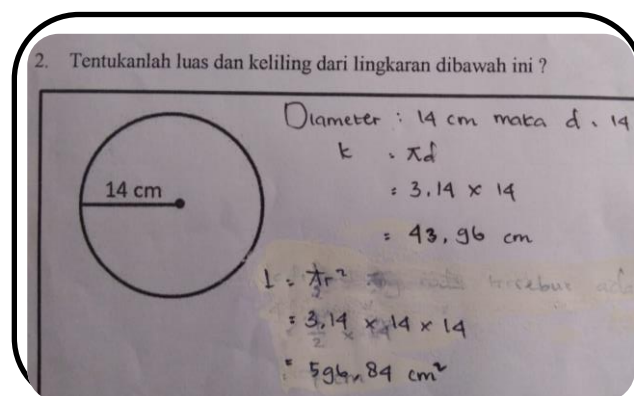 2. Tentukanlah luas dan keliling dari lingkaran dibawah ini ?
14 cm
Diameter : 14 cm maka d = 14
k = πd
= 3.14 × 14
= 43,96 cm
L = πr²
= 3,14 × 14 × 14
= 596,84 cm²